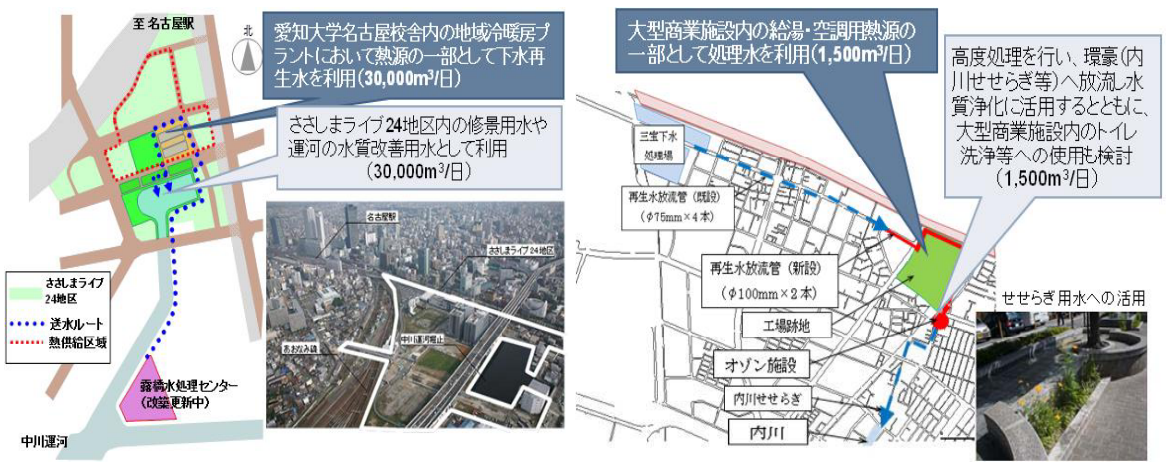 至 名古屋駅
北
愛知大学名古屋校舎内の地域冷暖房プ
ラントにおいて熱源の一部として下水再
生水を利用(30,000m³/日)
ささしまライブ24地区内の修景用水や
運河の水質改善用水として利用
(30,000m³/日)
ささしまライブ
24地区
送水ルート
熱供給区域
露橋水処理センター
(改築更新中)
中川運河
名古屋駅
ささしまライブ24地区
あおなみ線
中川運河堀止
大型商業施設内の給湯・空調用熱源の
一部として処理水を利用(1,500m³/日)
高度処理を行い、環豪(内
川せせらぎ等)へ放流し水
質浄化に活用するとともに、
大型商業施設内のトイレ
洗浄等への使用も検討
(1,500m³/日)
三宝下水
処理場
再生水放流管(既設)
(φ75mm×4本)
再生水放流管(新設)
(φ100mm×2本)
工場跡地
オゾン施設
内川せせらぎ
内川
せせらぎ用水への活用